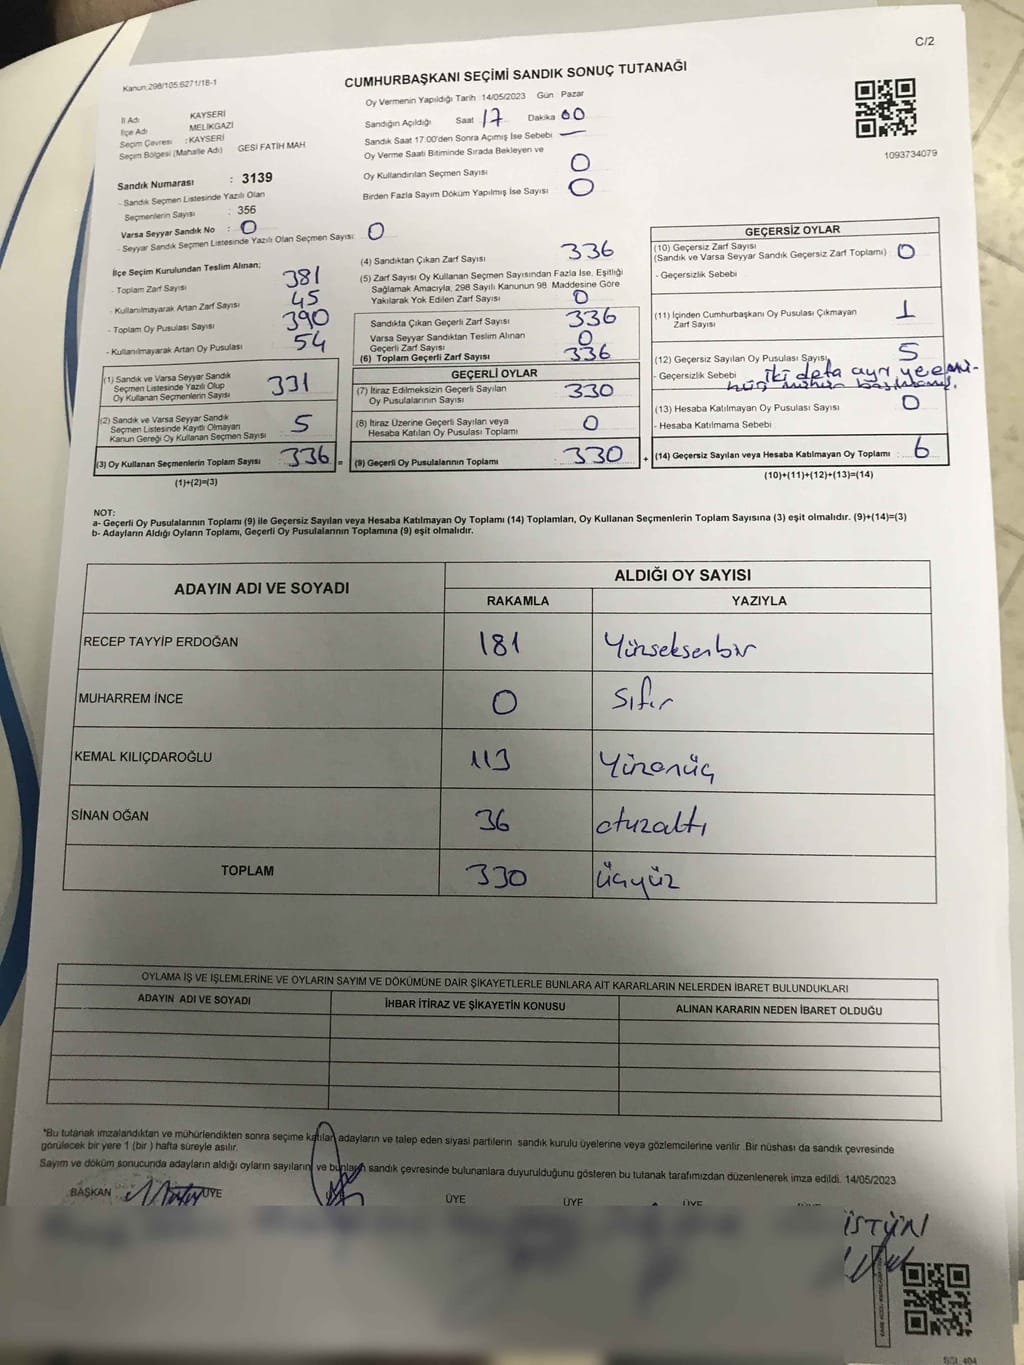 C/2
Kanun:298/105:6271/18-1
CUMHURBAŞKANI SEÇİMİ SANDIK SONUÇ TUTANAĞI
İl Adı KAYSERİ
İlçe Adı MELİKGAZİ
Seçim Çevresi : KAYSERİ
Seçim Bölgesi (Mahalle Adı) GESİ FATİH MAH
Sandık Numarası : 3139
- Sandık Seçmen Listesinde Yazılı Olan
Seçmenlerin Sayısı : 356
Varsa Seyyar Sandık No : 0
- Seyyar Sandık Seçmen Listesinde Yazılı Olan Seçmen Sayısı: 0
Oy Vermenin Yapıldığı Tarih 14/05/2023 Gün Pazar
Sandığın Açıldığı Saat 17 Dakika 00
Sandık Saat 17:00'den Sonra Açımış İse Sebebi —
Oy Verme Saati Bitiminde Sırada Bekleyen ve
Oy Kullandırılan Seçmen Sayısı 0
Birden Fazla Sayım Döküm Yapılmış İse Sayısı 0
1093734079
İlçe Seçim Kurulundan Teslim Alınan;
- Toplam Zarf Sayısı 381
- Kullanılmayarak Artan Zarf Sayısı 45
- Toplam Oy Pusulası Sayısı 390
- Kullanılmayarak Artan Oy Pusulası 54
(1) Sandık ve Varsa Seyyar Sandık
Seçmen Listesinde Yazılı Olup
Oy Kullanan Seçmenlerin Sayısı 331
(2) Sandık ve Varsa Seyyar Sandık
Seçmen Listesinde Kayıtlı Olmayan
Kanun Gereği Oy Kullanan Seçmen Sayısı 5
(3) Oy Kullanan Seçmenlerin Toplam Sayısı 336 =
(1)+(2)=(3)
(4) Sandıktan Çıkan Zarf Sayısı 336
(5) Zarf Sayısı Oy Kullanan Seçmen Sayısından Fazla İse, Eşitliği
Sağlamak Amacıyla, 298 Sayılı Kanunun 98. Maddesine Göre
Yakılarak Yok Edilen Zarf Sayısı 0
Sandıkta Çıkan Geçerli Zarf Sayısı 336
Varsa Seyyar Sandıktan Teslim Alınan
Geçerli Zarf Sayısı 0
(6) Toplam Geçerli Zarf Sayısı 336
GEÇERLİ OYLAR
(7) İtiraz Edilmeksizin Geçerli Sayılan
Oy Pusulalarının Sayısı 330
(8) İtiraz Üzerine Geçerli Sayılan veya
Hesaba Katılan Oy Pusulası Toplamı 0
(9) Geçerli Oy Pusulalarının Toplamı 330 +
GEÇERSİZ OYLAR
(10) Geçersiz Zarf Sayısı
(Sandık ve Varsa Seyyar Sandık Geçersiz Zarf Toplamı) 0
- Geçersizlik Sebebi
(11) İçinden Cumhurbaşkanı Oy Pusulası Çıkmayan
Zarf Sayısı 1
(12) Geçersiz Sayılan Oy Pusulası Sayısı 5
- Geçersizlik Sebebi iki defa ayrı yere
mühür
(13) Hesaba Katılmayan Oy Pusulası Sayısı 0
- Hesaba Katılmama Sebebi
(14) Geçersiz Sayılan veya Hesaba Katılmayan Oy Toplamı : 6
(10)+(11)+(12)+(13)=(14)
NOT:
a- Geçerli Oy Pusulalarının Toplamı (9) ile Geçersiz Sayılan veya Hesaba Katılmayan Oy Toplamı (14) Toplamları, Oy Kullanan Seçmenlerin Toplam Sayısına (3) eşit olmalıdır. (9)+(14)=(3)
b- Adayların Aldığı Oyların Toplamı, Geçerli Oy Pusulalarının Toplamına (9) eşit olmalıdır.
ADAYIN ADI VE SOYADI ALDIĞI OY SAYISI
RAKAMLA YAZIYLA
RECEP TAYYİP ERDOĞAN 181 Yüzseksenbir
MUHARREM İNCE 0 Sıfır
KEMAL KILIÇDAROĞLU 113 Yüzonüç
SİNAN OĞAN 36 otuzaltı
TOPLAM 330 üçyüz
OYLAMA İŞ VE İŞLEMLERİNE VE OYLARIN SAYIM VE DÖKÜMÜNE DAİR ŞİKAYETLERLE BUNLARA AİT KARARLARIN NELERDEN İBARET BULUNDUKLARI
ADAYIN ADI VE SOYADI İHBAR İTİRAZ VE ŞİKAYETİN KONUSU ALINAN KARARIN NEDEN İBARET OLDUĞU
*Bu tutanak imzalandıktan ve mühürlendikten sonra seçime katılan adayların ve talep eden siyasi partilerin sandık kurulu üyelerine veya gözlemcilerine verilir. Bir nüshası da sandık çevresinde
görülecek bir yere 1 (bir ) hafta süreyle asılır.
Sayım ve döküm sonucunda adayların aldığı oyların sayıların ve bunların sandık çevresinde bulunanlara duyurulduğunu gösteren bu tutanak tarafımızdan düzenlenerek imza edildi. 14/05/2023
BAŞKAN ÜYE ÜYE ÜYE ÜYE
İSTÜN